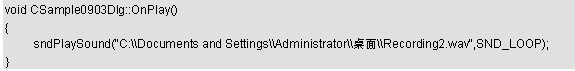 void CSample0903Dlg::OnPlay()
{
sndPlaySound("C:\\Documents and Settings\\Administrator\\桌面\\Recording2.wav",SND_LOOP);
}